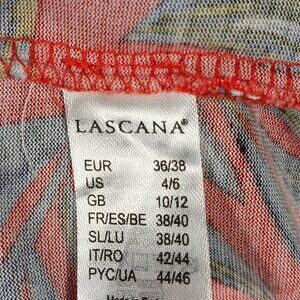 LASCANA®
EUR 36/38
US 4/6
GB 10/12
FR/ES/BE 38/40
SL/LU 38/40
IT/RO 42/44
РУС/UA 44/46